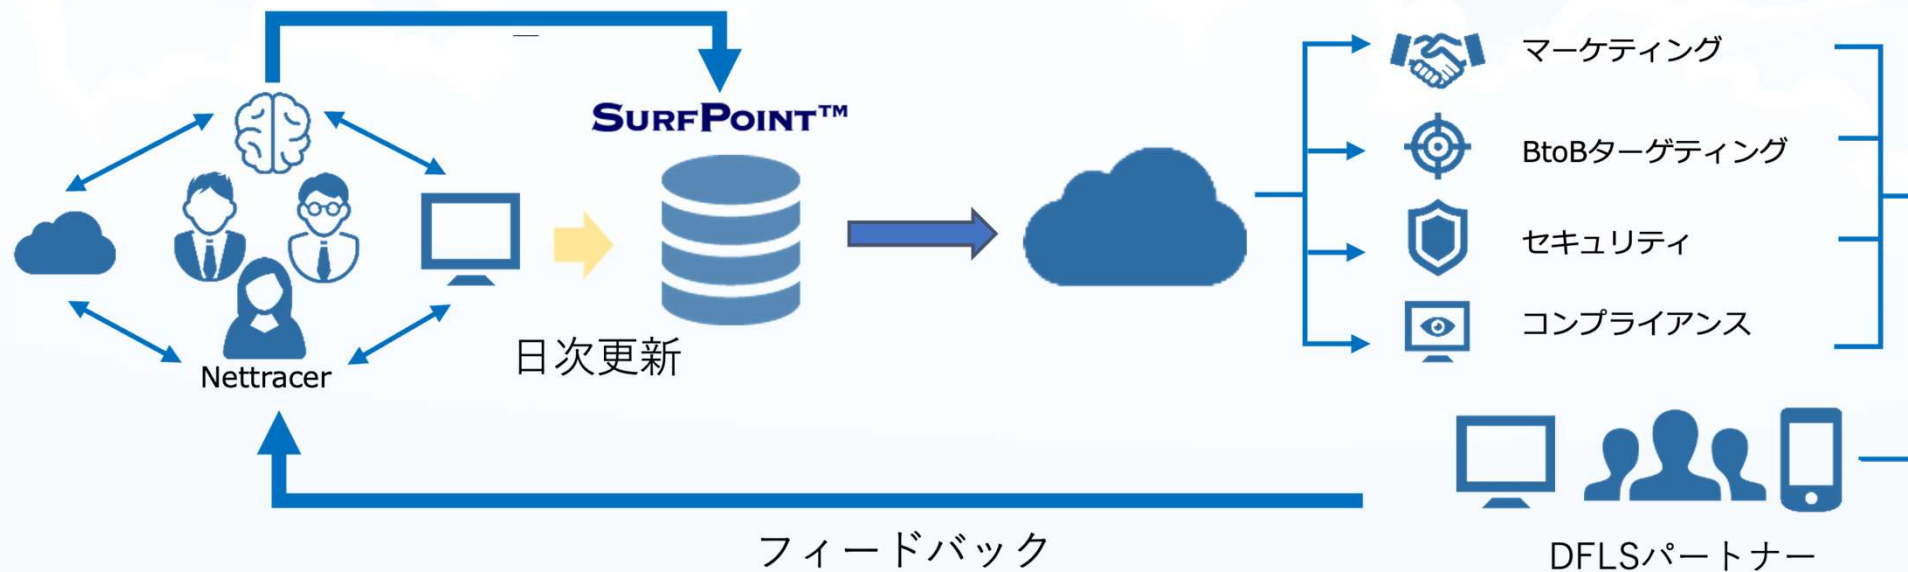 SURFPOINT™
マーケティング
BtoBターゲティング
セキュリティ
コンプライアンス
日次更新
Nettracer
フィードバック
DFLSパートナー